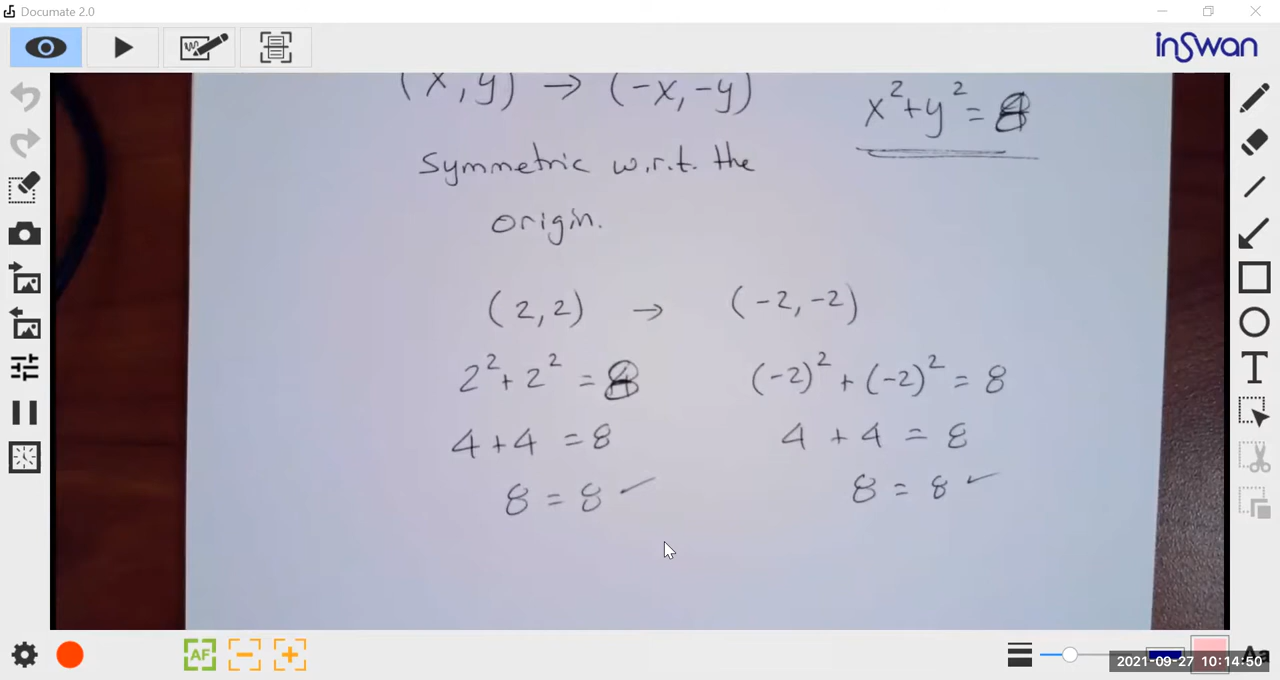 Documate 2.0
inSwan
(x,y) → (-x,-y)
x²+y² = 8
Symmetric w.r.t. the
origin.
(2,2) → (-2,-2)
2²+2² = 8
(-2)² + (-2)² = 8
4+4 = 8
4 + 4 = 8
8 = 8 ✓
8 = 8 ✓
T
AF
Aa
2021-09-27 10:14:50